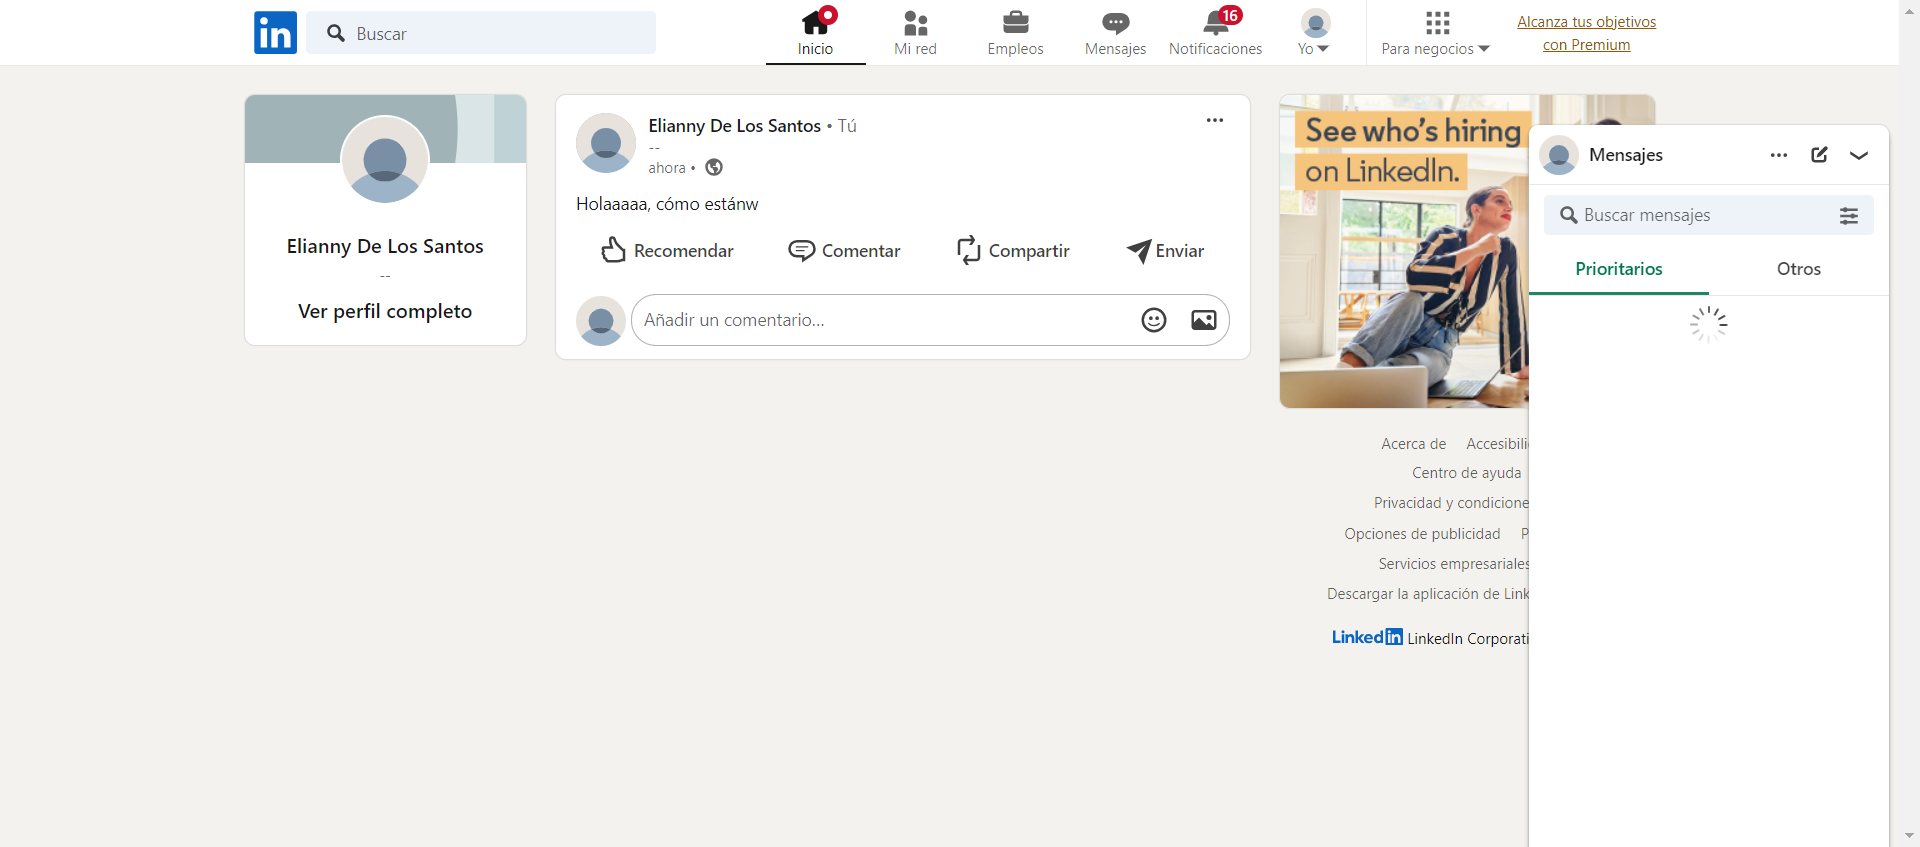 in
Buscar
Inicio
Mi red
Empleos
Mensajes
16
Notificaciones
Yo
Para negocios
Alcanza tus objetivos
con Premium
Elianny De Los Santos
--
Ver perfil completo
Elianny De Los Santos • Tú
--
ahora •
Holaaaaa, cómo estánw
Recomendar
Comentar
Compartir
Enviar
Añadir un comentario...
See who's hiring
on LinkedIn.
Acerca de
Accesibili
Centro de ayuda
Privacidad y condicione
Opciones de publicidad P
Servicios empresariales
Descargar la aplicación de Link
LinkedIn LinkedIn Corporati
Mensajes
Buscar mensajes
Prioritarios
Otros